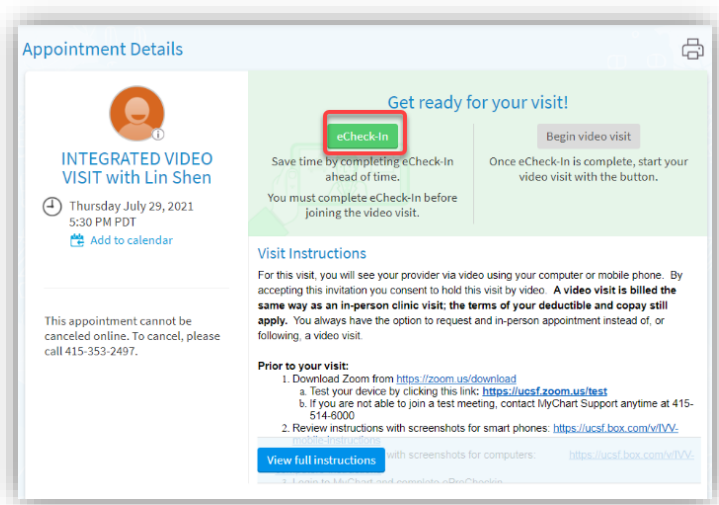 Appointment Details
INTEGRATED VIDEO
VISIT with Lin Shen
Thursday July 29, 2021
5:30 PM PDT
Add to calendar
This appointment cannot be
canceled online. To cancel, please
call 415-353-2497.
Get ready for your visit!
eCheck-In
Save time by completing eCheck-In
ahead of time.
You must complete eCheck-In before
joining the video visit.
Begin video visit
Once eCheck-In is complete, start your
video visit with the button.
Visit Instructions
For this visit, you will see your provider via video using your computer or mobile phone. By
accepting this invitation you consent to hold this visit by video. A video visit is billed the
same way as an in-person clinic visit; the terms of your deductible and copay still
apply. You always have the option to request and in-person appointment instead of, or
following, a video visit.
Prior to your visit:
1. Download Zoom from https://zoom.us/download
a. Test your device by clicking this link: https://ucsf.zoom.us/test
b. If you are not able to join a test meeting, contact MyChart Support anytime at 415-
514-6000
2. Review instructions with screenshots for smart phones: https://ucsf.box.com/v/IVV-
mobile-instructions
View full instructions
with screenshots for computers: https://ucsf.box.com/v/IVV-